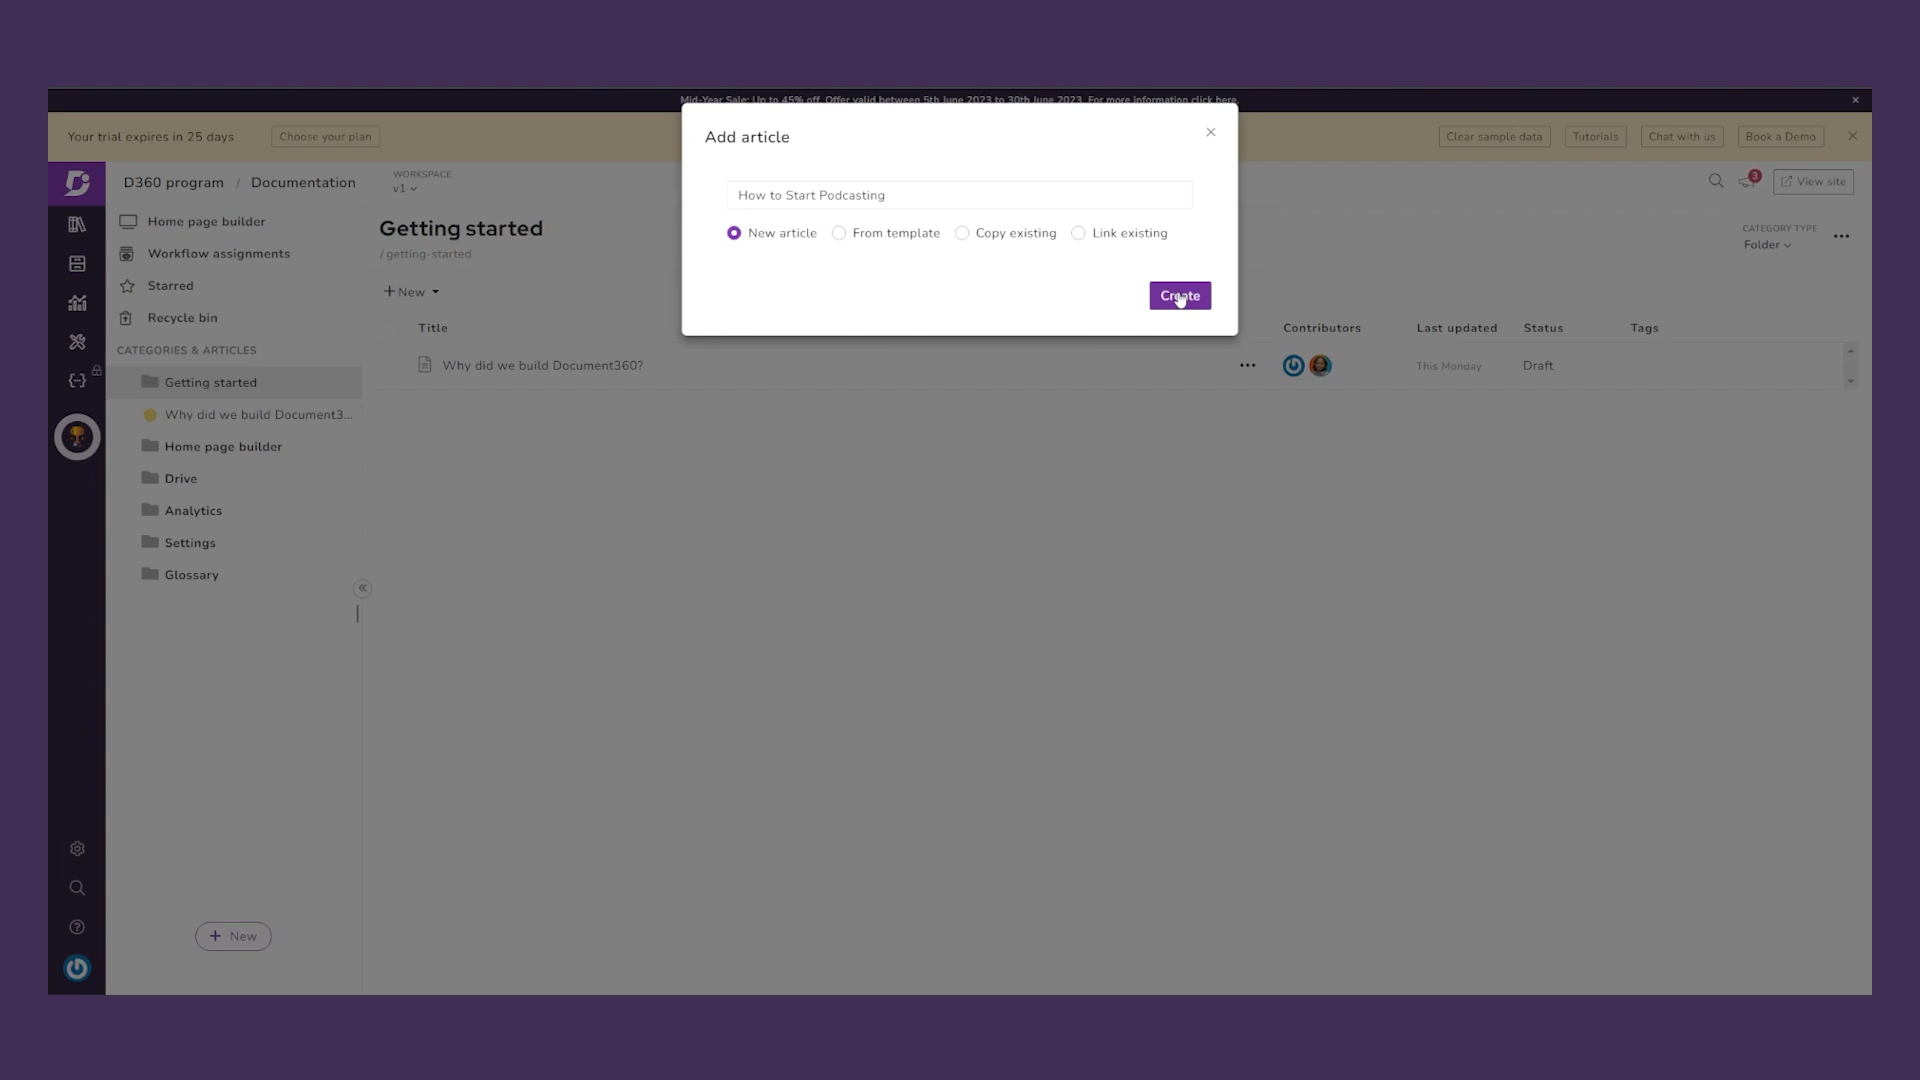 Mid-Year Sale: Up to 45% off. Offer valid between 5th June 2023 to 30th June 2023. For more information click here.
Your trial expires in 25 days
Choose your plan
Clear sample data
Tutorials
Chat with us
Book a Demo
Add article
How to Start Podcasting
New article
From template
Copy existing
Link existing
Create
D360 program / Documentation
WORKSPACE
v1
3
View site
Home page builder
Workflow assignments
Starred
Recycle bin
CATEGORIES & ARTICLES
Getting started
Why did we build Document3...
Home page builder
Drive
Analytics
Settings
Glossary
+ New
Getting started
/ getting-started
CATEGORY TYPE
Folder
+ New
Title
Contributors
Last updated
Status
Tags
Why did we build Document360?
This Monday
Draft